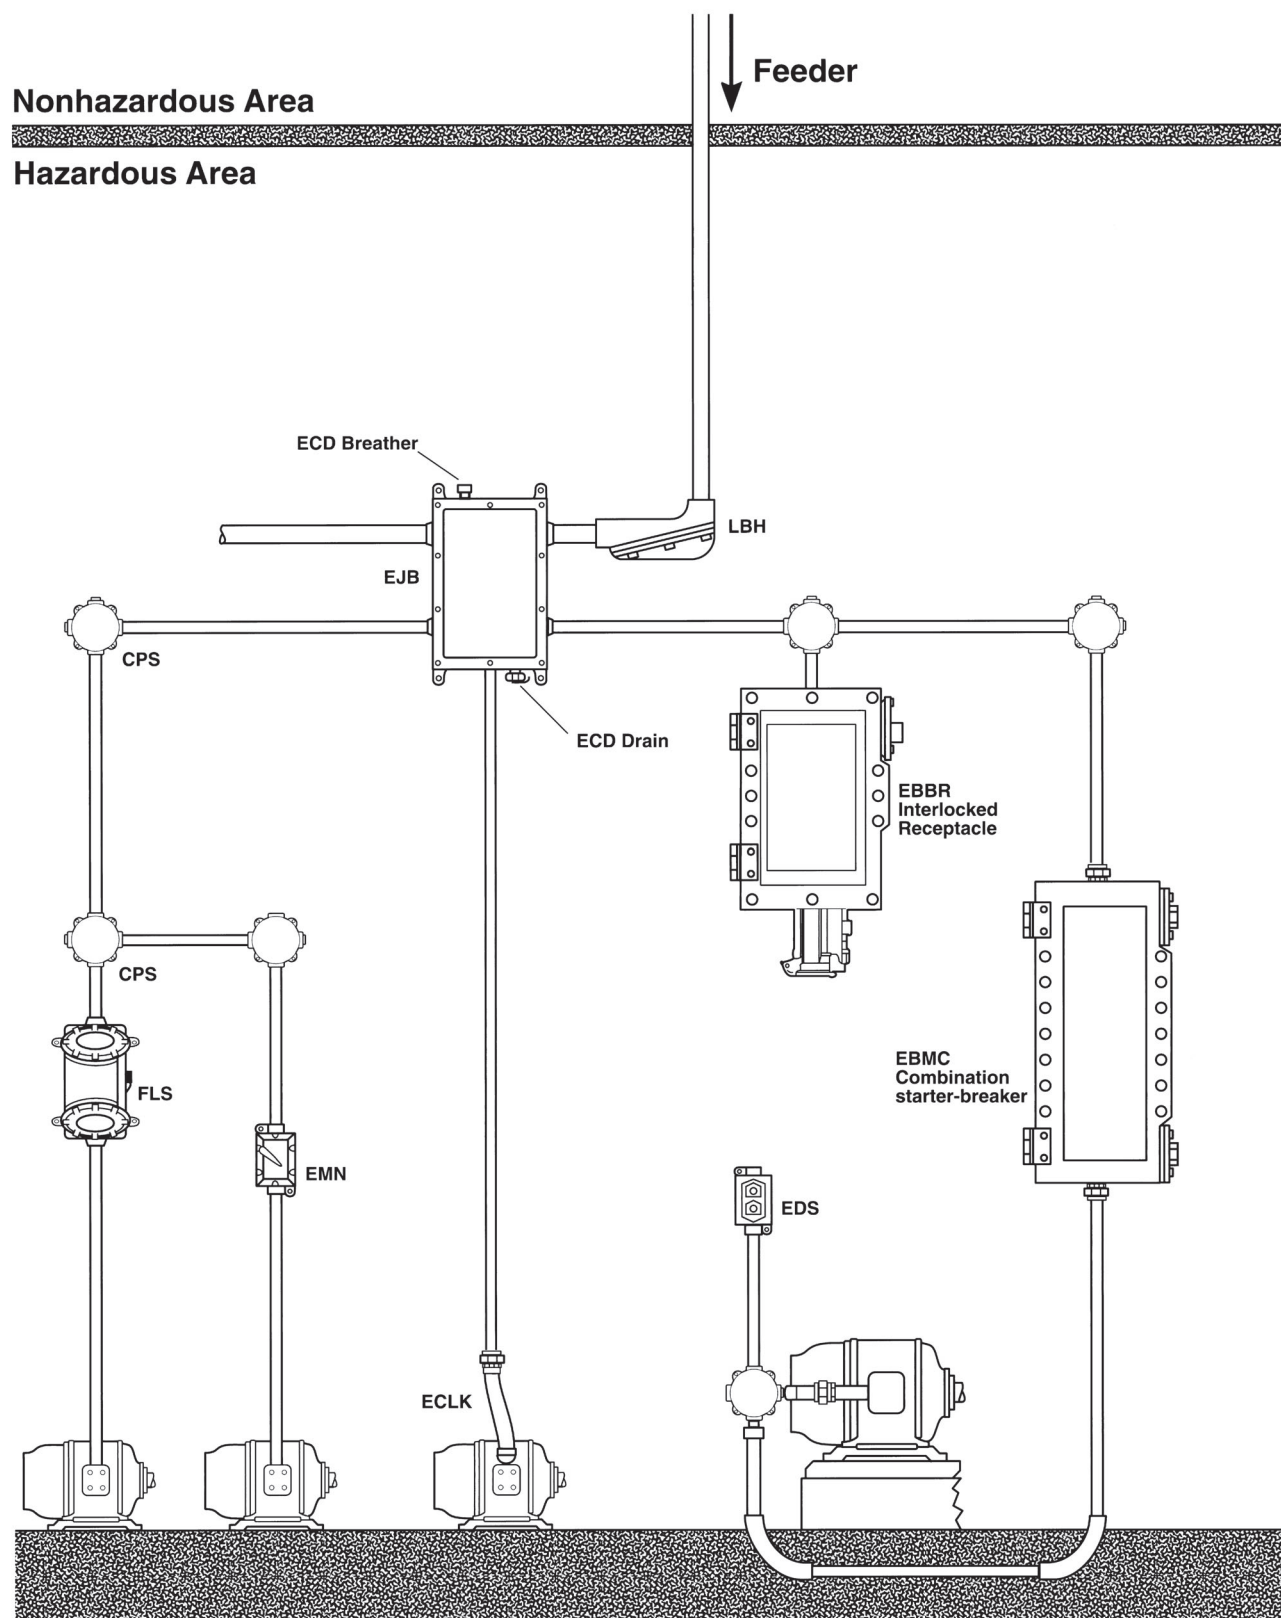 Feeder
Nonhazardous Area
Hazardous Area
ECD Breather
LBH
EJB
CPS
ECD Drain
EBBR
Interlocked
Receptacle
CPS
EBMC
Combination
starter-breaker
FLS
EMN
EDS
ECLK